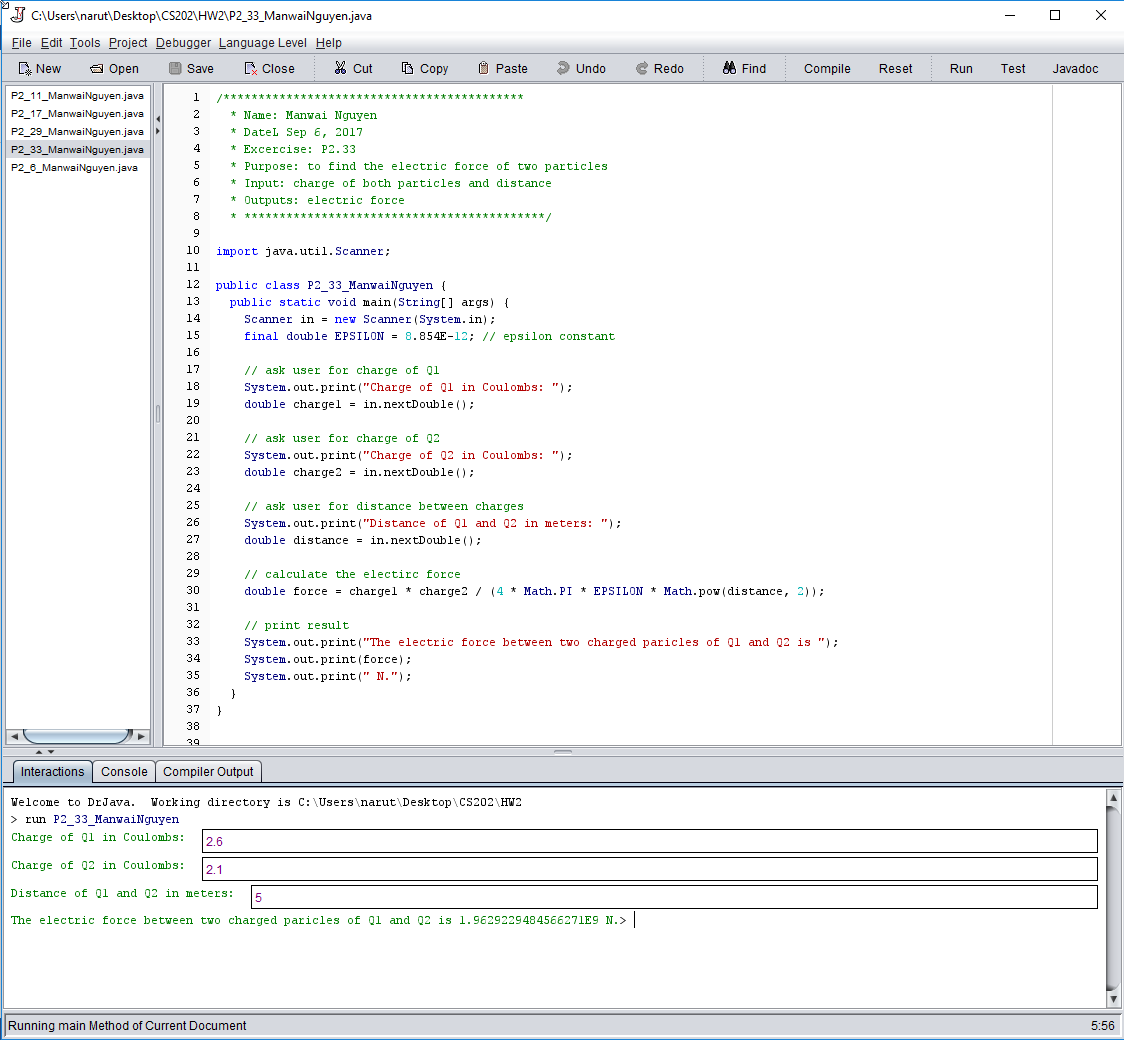 C:\Users\narut\Desktop\CS202\HW2\P2_33_ManwaiNguyen.java
File Edit Tools Project Debugger Language Level Help
New Open Save Close Cut Copy Paste Undo Redo Find Compile Reset Run Test Javadoc
P2_11_ManwaiNguyen.java
P2_17_ManwaiNguyen.java
P2_29_ManwaiNguyen.java
P2_33_ManwaiNguyen.java
P2_6_ManwaiNguyen.java
1 /*******************************************
2 * Name: Manwai Nguyen
3 * DateL Sep 6, 2017
4 * Excercise: P2.33
5 * Purpose: to find the electric force of two particles
6 * Input: charge of both particles and distance
7 * Outputs: electric force
8 * *******************************************/
9
10 import java.util.Scanner;
11
12 public class P2_33_ManwaiNguyen {
13 public static void main(String[] args) {
14 Scanner in = new Scanner(System.in);
15 final double EPSILON = 8.854E-12; // epsilon constant
16
17 // ask user for charge of Q1
18 System.out.print("Charge of Q1 in Coulombs: ");
19 double charge1 = in.nextDouble();
20
21 // ask user for charge of Q2
22 System.out.print("Charge of Q2 in Coulombs: ");
23 double charge2 = in.nextDouble();
24
25 // ask user for distance between charges
26 System.out.print("Distance of Q1 and Q2 in meters: ");
27 double distance = in.nextDouble();
28
29 // calculate the electirc force
30 double force = charge1 * charge2 / (4 * Math.PI * EPSILON * Math.pow(distance, 2));
31
32 // print result
33 System.out.print("The electric force between two charged paricles of Q1 and Q2 is ");
34 System.out.print(force);
35 System.out.print(" N.");
36 }
37 }
38
39
Interactions Console Compiler Output
Welcome to DrJava. Working directory is C:\Users\narut\Desktop\CS202\HW2
> run P2_33_ManwaiNguyen
Charge of Q1 in Coulombs: 2.6
Charge of Q2 in Coulombs: 2.1
Distance of Q1 and Q2 in meters: 5
The electric force between two charged paricles of Q1 and Q2 is 1.9629229484566271E9 N.>
Running main Method of Current Document 5:56